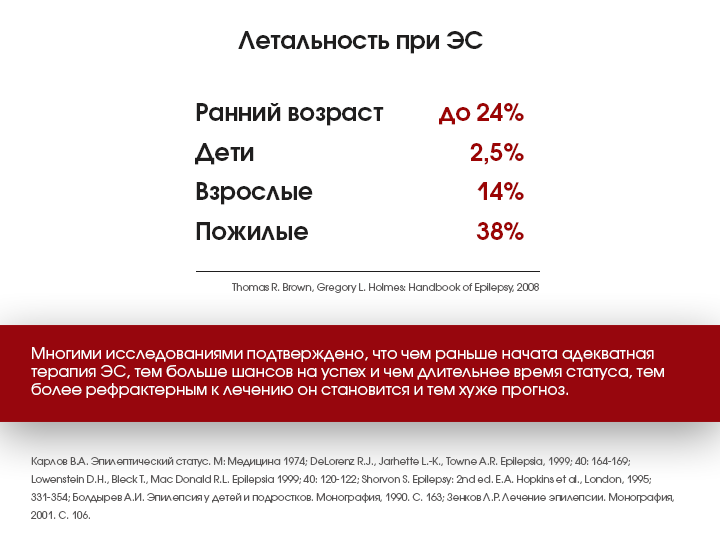 Летальность при ЭС
Ранний возраст до 24%
Дети 2,5%
Взрослые 14%
Пожилые 38%
Thomas R. Brown, Gregory L. Holmes: Handbook of Epilepsy, 2008
Многими исследованиями подтверждено, что чем раньше начата адекватная
терапия ЭС, тем больше шансов на успех и чем длительнее время статуса, тем
более рефрактерным к лечению он становится и тем хуже прогноз.
Карлов В.А. Эпилептический статус. М: Медицина 1974; DeLorenz R.J., Jarhette L.-K., Towne A.R. Epilepsia, 1999; 40: 164-169;
Lowenstein D.H., Bleck T., Mac Donald R.L. Epilepsia 1999; 40: 120-122; Shorvon S. Epilepsy: 2nd ed. E.A. Hopkins et al., London, 1995;
331-354; Болдырев А.И. Эпилепсия у детей и подростков. Монография, 1990. С. 163; Зенков Л.Р. Лечение эпилепсии. Монография,
2001. С. 106.